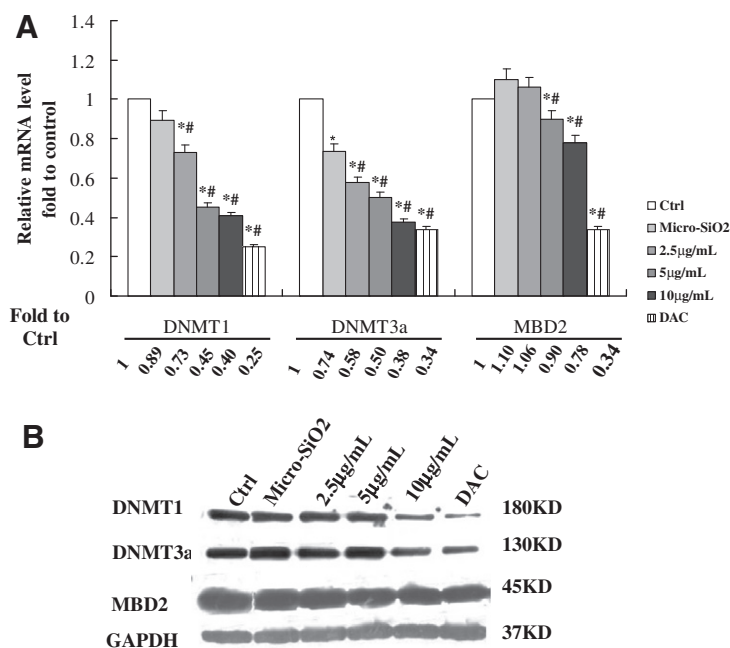 A
1.4
1.2
1
0.8
0.6
0.4
0.2
0
Relative mRNA level
fold to control
*#
*#
*#
*#
*
*#
*#
*#
*#
*#
*#
*#
Ctrl
Micro-SiO2
2.5μg/mL
5μg/mL
10μg/mL
DAC
Fold to
Ctrl
DNMT1
DNMT3a
MBD2
1 0.89 0.73 0.45 0.40 0.25
1 0.74 0.58 0.50 0.38 0.34
1 1.10 1.06 0.90 0.78 0.34
B
Ctrl
Micro-SiO2
2.5μg/mL
5μg/mL
10μg/mL
DAC
DNMT1 180KD
DNMT3a 130KD
MBD2 45KD
GAPDH 37KD